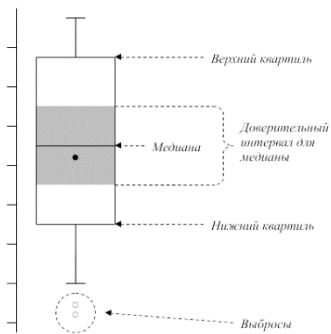 Верхний квартиль
Доверительный
интервал для
медианы
Медиана
Нижний квартиль
Выбросы